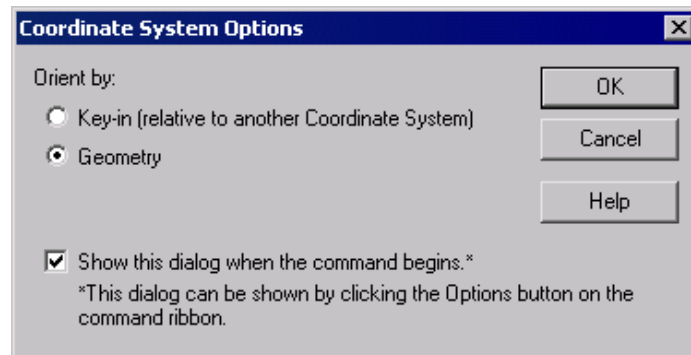 Coordinate System Options
Orient by:
Key-in (relative to another Coordinate System)
Geometry
OK
Cancel
Help
Show this dialog when the command begins.*
*This dialog can be shown by clicking the Options button on the
command ribbon.